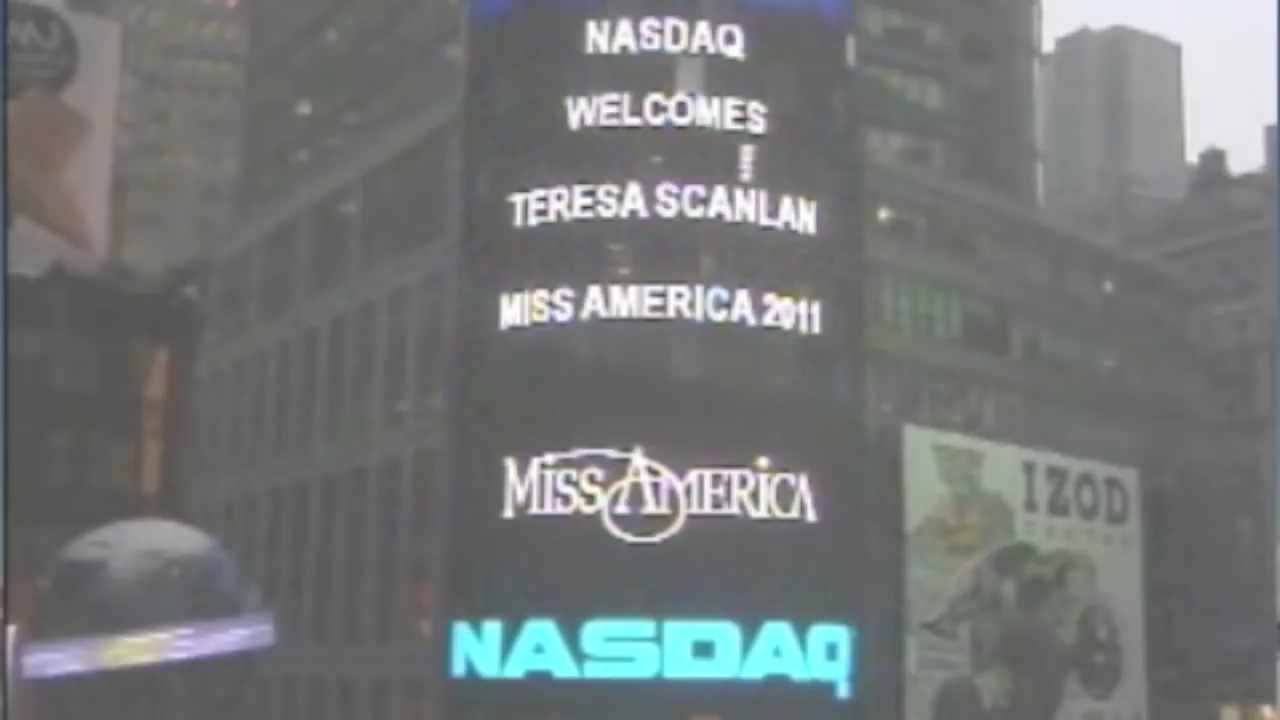 NASDAQ
WELCOMES
TERESA SCANLAN
MISS AMERICA 2011
MISS AMERICA
NASDAQ
IZOD